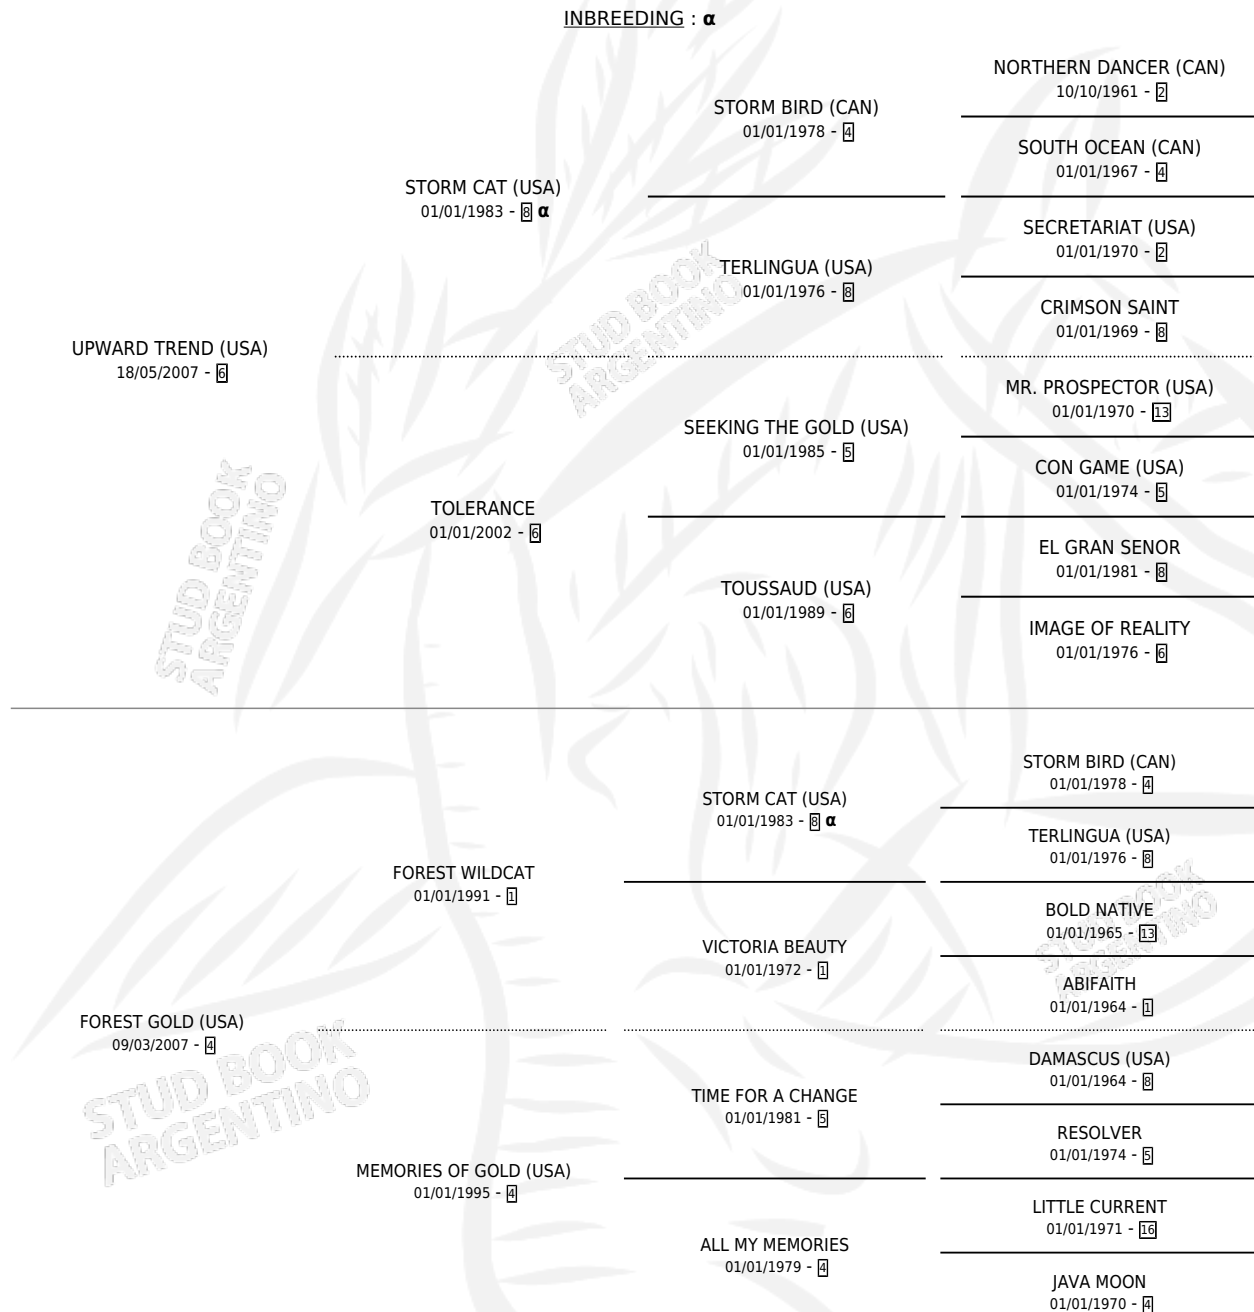 INBREEDING : α
NORTHERN DANCER (CAN)
10/10/1961 - 2
STORM BIRD (CAN)
01/01/1978 - 4
SOUTH OCEAN (CAN)
01/01/1967 - 4
STORM CAT (USA)
01/01/1983 - 8 α
SECRETARIAT (USA)
01/01/1970 - 2
TERLINGUA (USA)
01/01/1976 - 8
CRIMSON SAINT
01/01/1969 - 8
UPWARD TREND (USA)
18/05/2007 - 6
MR. PROSPECTOR (USA)
01/01/1970 - 13
SEEKING THE GOLD (USA)
01/01/1985 - 5
CON GAME (USA)
01/01/1974 - 5
TOLERANCE
01/01/2002 - 6
EL GRAN SENOR
01/01/1981 - 8
TOUSSAUD (USA)
01/01/1989 - 6
IMAGE OF REALITY
01/01/1976 - 6
STORM BIRD (CAN)
01/01/1978 - 4
STORM CAT (USA)
01/01/1983 - 8 α
TERLINGUA (USA)
01/01/1976 - 8
FOREST WILDCAT
01/01/1991 - 1
BOLD NATIVE
01/01/1965 - 13
VICTORIA BEAUTY
01/01/1972 - 1
ABIFAITH
01/01/1964 - 1
FOREST GOLD (USA)
09/03/2007 - 4
DAMASCUS (USA)
01/01/1964 - 8
TIME FOR A CHANGE
01/01/1981 - 5
RESOLVER
01/01/1974 - 5
MEMORIES OF GOLD (USA)
01/01/1995 - 4
LITTLE CURRENT
01/01/1971 - 16
ALL MY MEMORIES
01/01/1979 - 4
JAVA MOON
01/01/1970 - 4
STUD BOOK
ARGENTINO
STUD BOOK
ARGENTINO
STUD BOOK
ARGENTINO
STUD BOOK
ARGENTINO